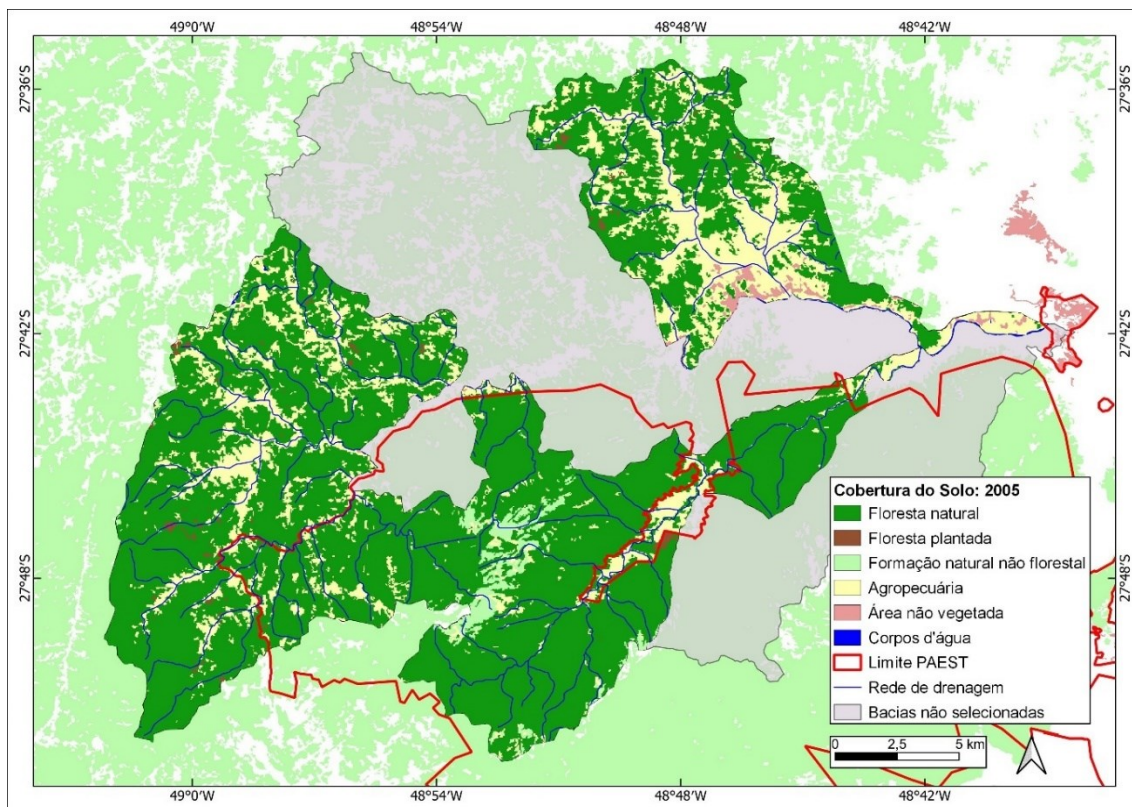 49°0'W 48°54'W 48°48'W 48°42'W
27°36'S 27°36'S
27°42'S 27°42'S
27°48'S 27°48'S
Cobertura do Solo: 2005
Floresta natural
Floresta plantada
Formação natural não florestal
Agropecuária
Área não vegetada
Corpos d'água
Limite PAEST
Rede de drenagem
Bacias não selecionadas
0 2,5 5 km
49°0'W 48°54'W 48°48'W 48°42'W